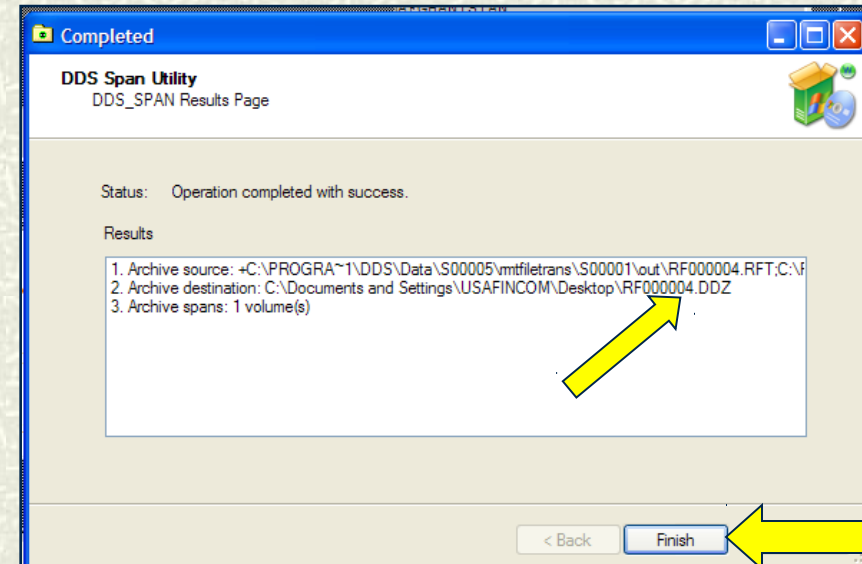 AFGHANISTAN
Completed
DDS Span Utility
DDS_SPAN Results Page
Status: Operation completed with success.
Results
1. Archive source: +C:\PROGRA~1\DDS\Data\S00005\rmtfiletrans\S00001\out\RF000004.RFT;C:\F
2. Archive destination: C:\Documents and Settings\USAFINCOM\Desktop\RF000004.DDZ
3. Archive spans: 1 volume(s)
< Back Finish